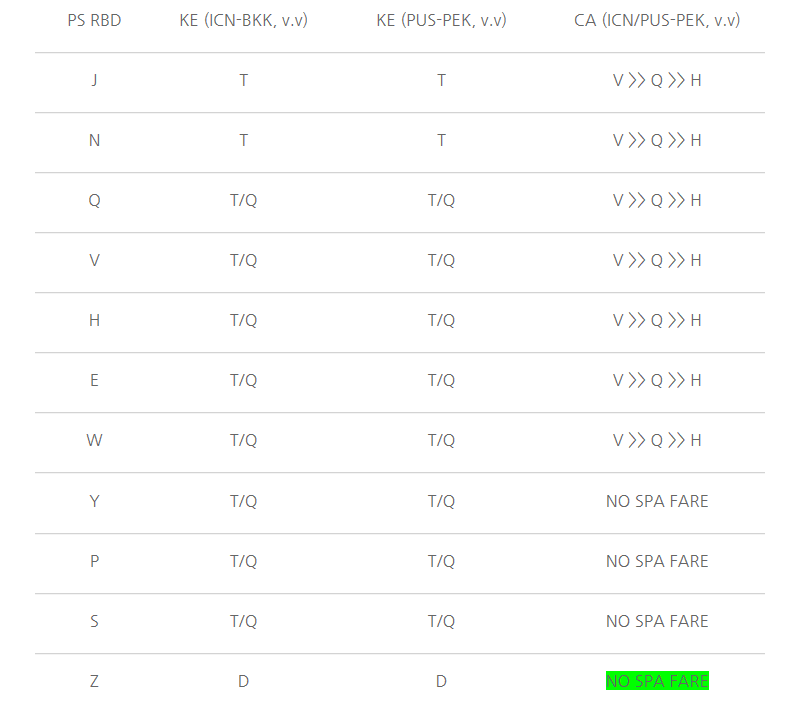 PS RBD KE (ICN-BKK, v.v) KE (PUS-PEK, v.v) CA (ICN/PUS-PEK, v.v)
J T T V 》 Q 》 H
N T T V 》 Q 》 H
Q T/Q T/Q V 》 Q 》 H
V T/Q T/Q V 》 Q 》 H
H T/Q T/Q V 》 Q 》 H
E T/Q T/Q V 》 Q 》 H
W T/Q T/Q V 》 Q 》 H
Y T/Q T/Q NO SPA FARE
P T/Q T/Q NO SPA FARE
S T/Q T/Q NO SPA FARE
Z D D NO SPA FARE